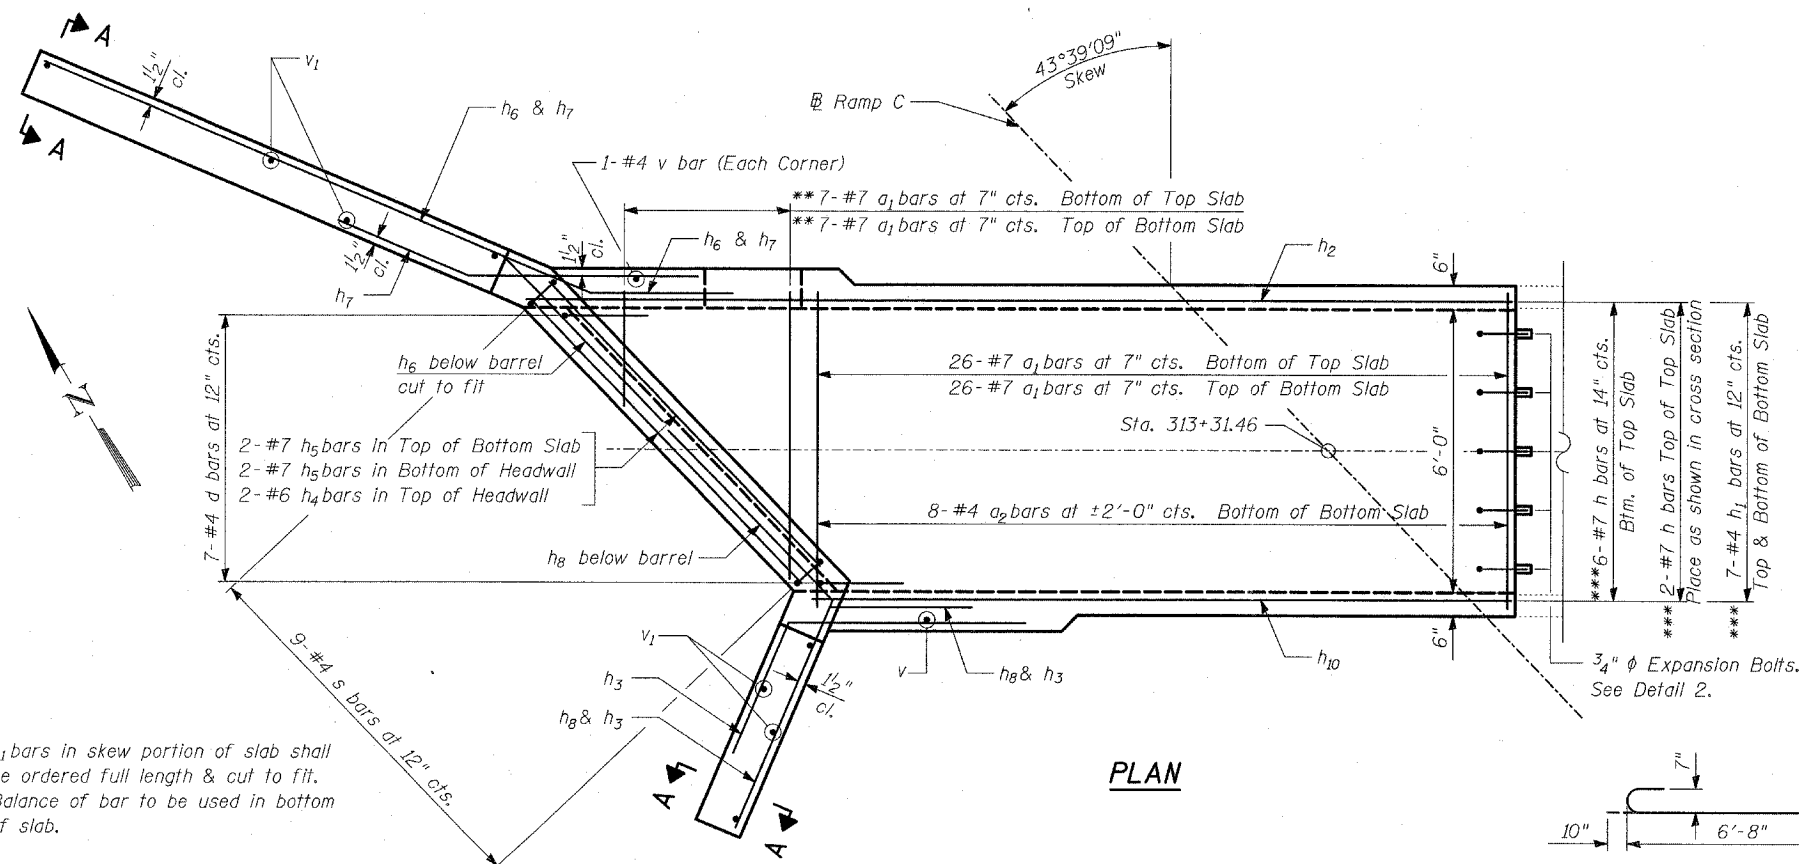 A
A
1½" cl.
v1
h6 & h7
43°39'09"
Skew
℄ Ramp C
1-#4 v bar (Each Corner)
**7-#7 a1 bars at 7" cts. Bottom of Top Slab
**7-#7 a1 bars at 7" cts. Top of Bottom Slab
1½" cl.
h6 & h7
h2
6"
1½" cl.
h7
N
h6 below barrel
cut to fit
7-#4 d bars at 12" cts.
2-#7 h5 bars in Top of Bottom Slab
2-#7 h5 bars in Bottom of Headwall
2-#6 h4 bars in Top of Headwall
26-#7 a1 bars at 7" cts. Bottom of Top Slab
26-#7 a1 bars at 7" cts. Top of Bottom Slab
Sta. 313+31.46
6'-0"
8-#4 a2 bars at ±2'-0" cts. Bottom of Bottom Slab
***6-#7 h bars at 14" cts.
Btm. of Top Slab
*** 2-#7 h bars Top of Top Slab
Place as shown in cross section
*** 7-#4 h1 bars at 12" cts.
Top & Bottom of Bottom Slab
h8 below barrel
9-#4 s bars at 12" cts.
v1
h3
h8 & h3
1½" cl.
v
h8 & h3
h10
6"
¾" ϕ Expansion Bolts.
See Detail 2.
A
A
PLAN
1 bars in skew portion of slab shall
e ordered full length & cut to fit.
Balance of bar to be used in bottom
f slab.
7"
10"
6'-8"